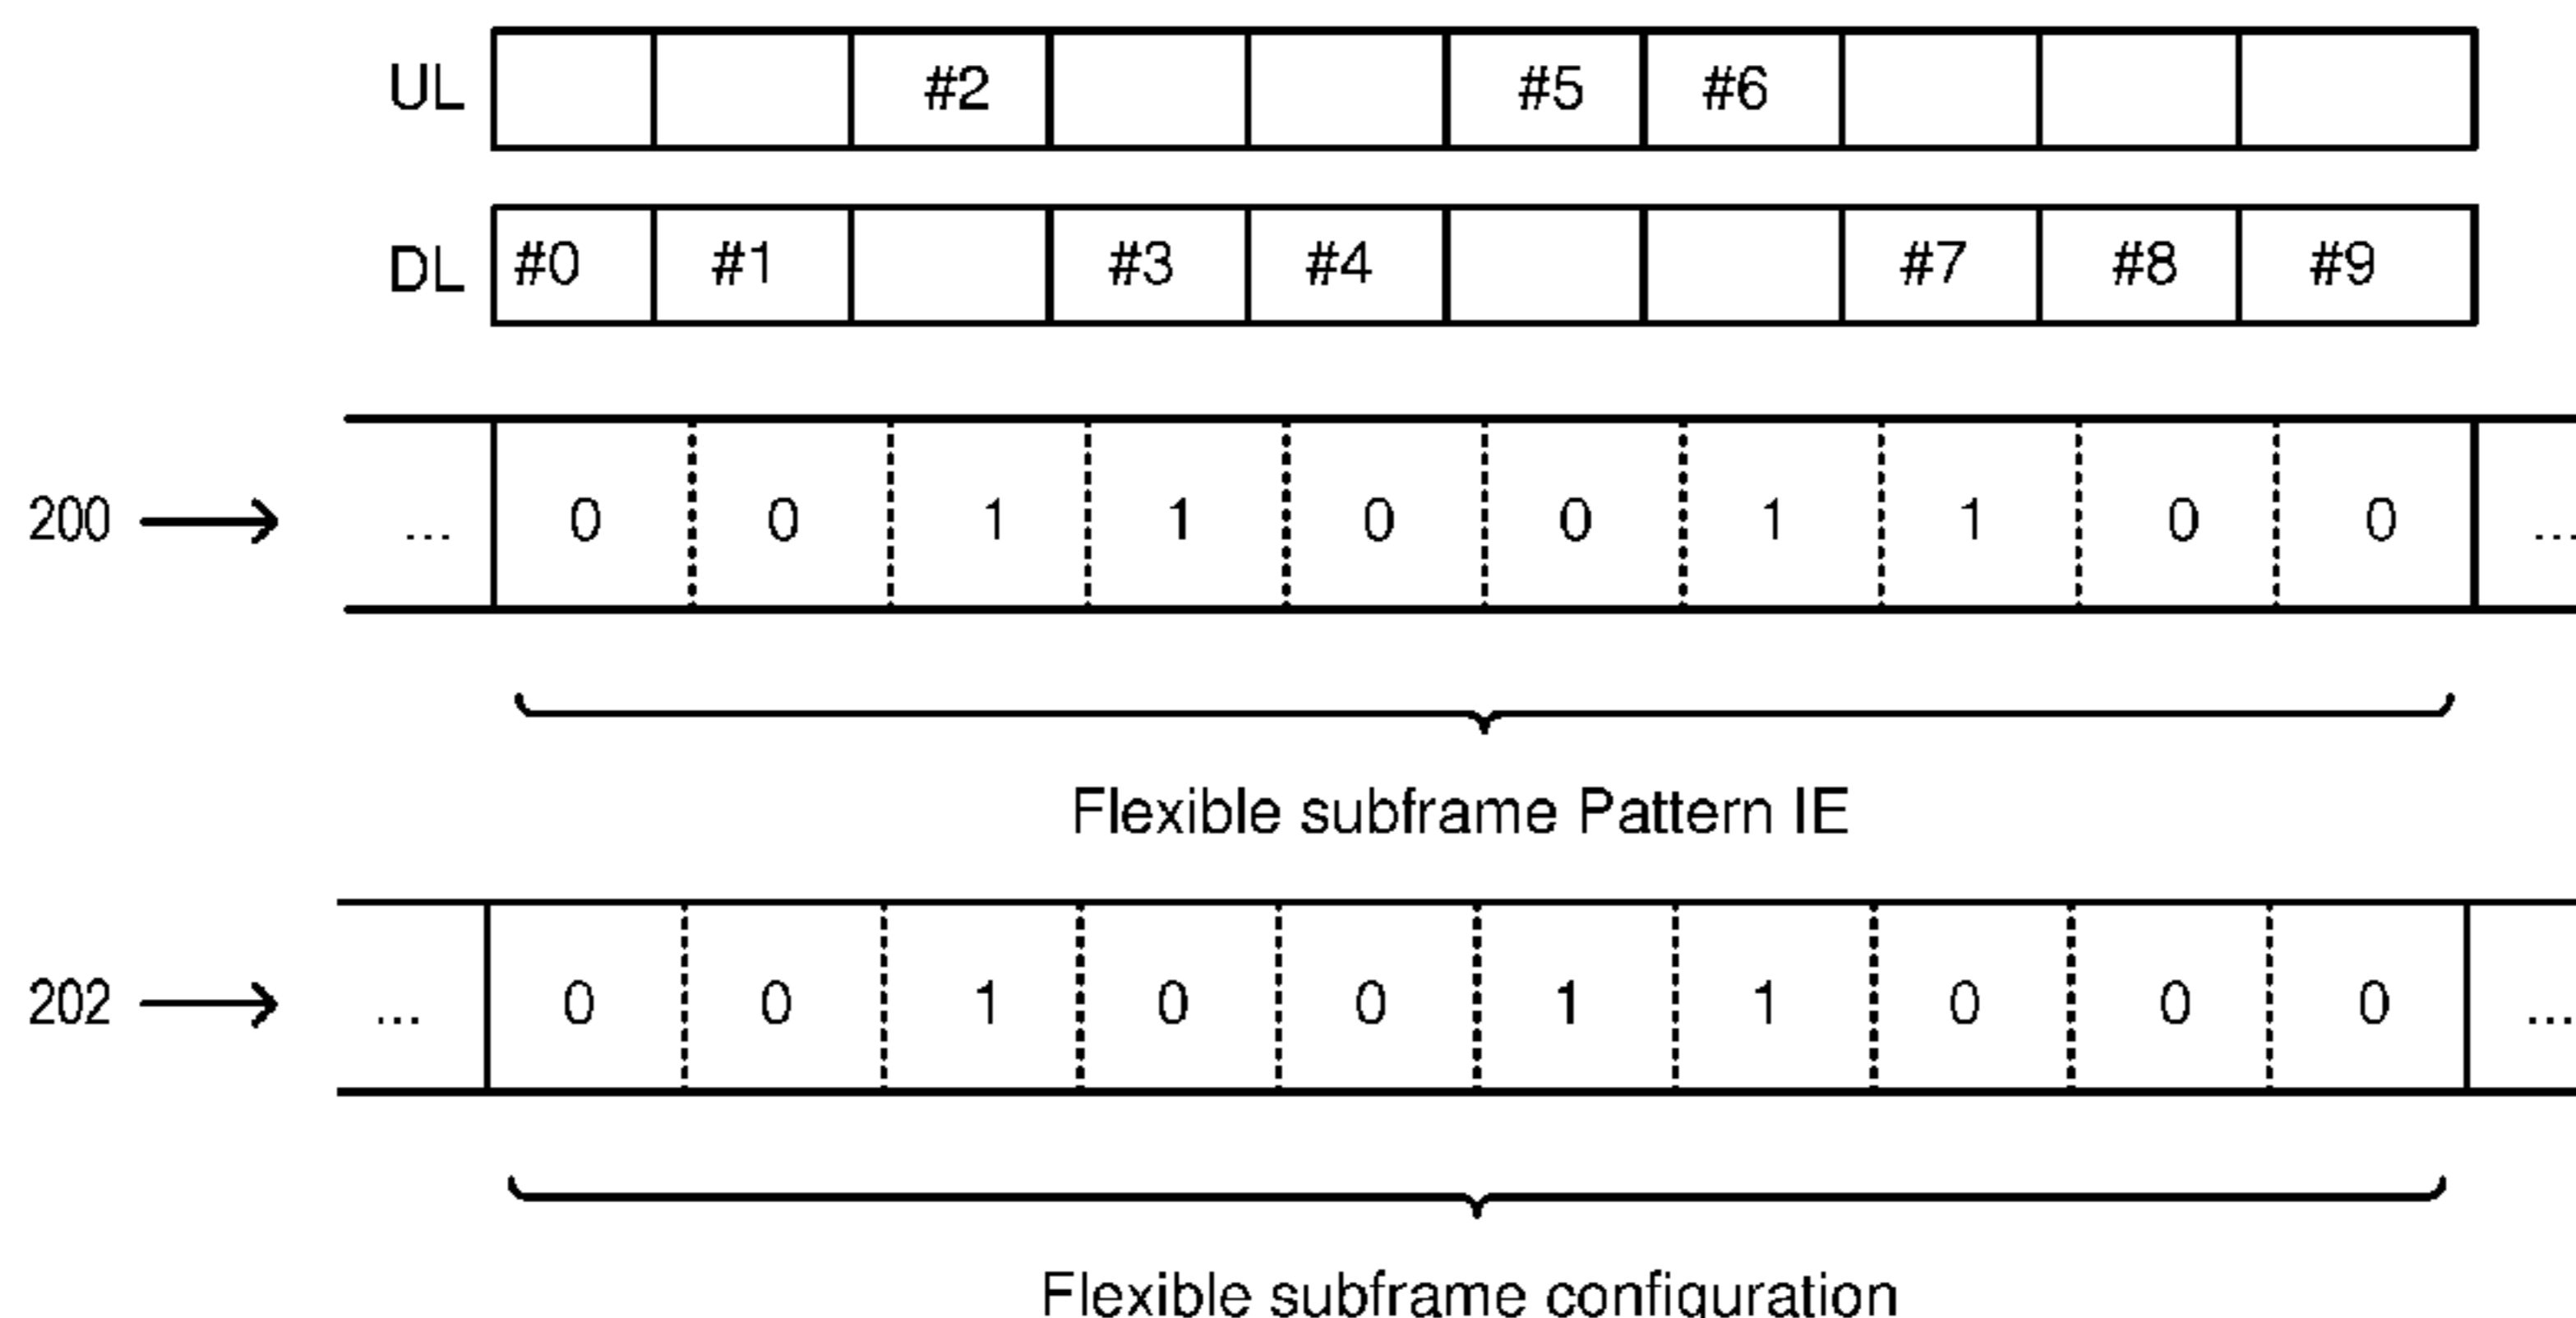 UL #2 #5 #6
DL #0 #1 #3 #4 #7 #8 #9
200 ... 0 0 1 1 0 0 1 1 0 0 ...
Flexible subframe Pattern IE
202 ... 0 0 1 0 0 1 1 0 0 0 ...
Flexible subframe configuration